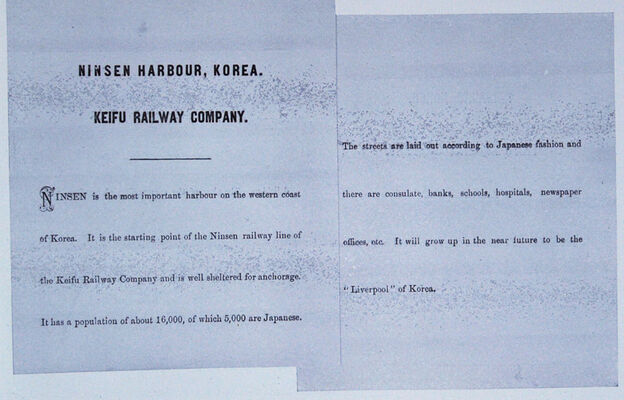 NINSEN HARBOUR, KOREA.
KEIFU RAILWAY COMPANY.
NINSEN is the most important harbour on the western coast
of Korea. It is the starting point of the Ninsen railway line of
the Keifu Railway Company and is well sheltered for anchorage.
It has a population of about 16,000, of which 5,000 are Japanese.
The streets are laid out according to Japanese fashion and
there are consulate, banks, schools, hospitals, newspaper
offices, etc. It will grow up in the near future to be the
"Liverpool" of Korea.